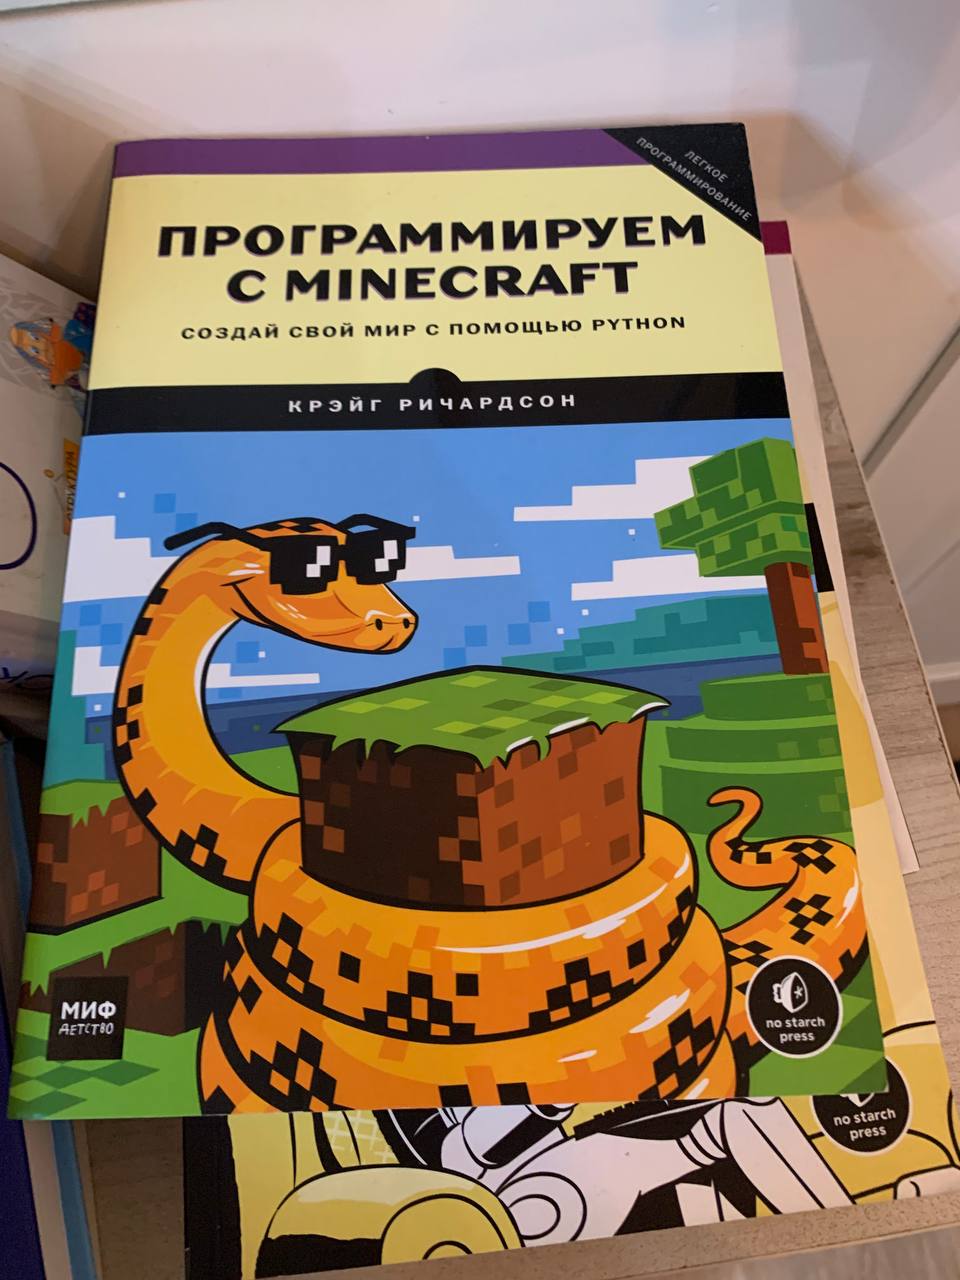 ЛЕГКОЕ
ПРОГРАММИРОВАНИЕ
ПРОГРАММИРУЕМ
С MINECRAFT
СОЗДАЙ СВОЙ МИР С ПОМОЩЬЮ PYTHON
КРЭЙГ РИЧАРДСОН
МИФ
ДЕТСТВО
no starch
press
no starch
press